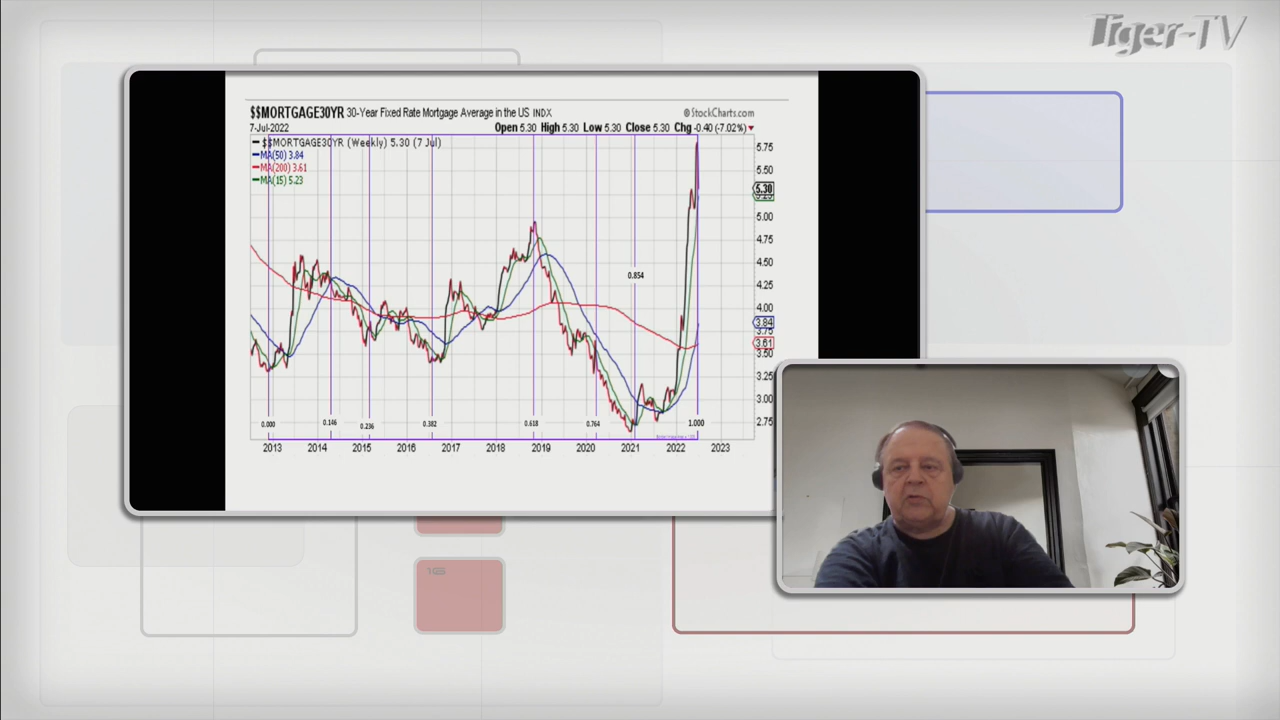 Tiger-TV
$$MORTGAGE30YR 30-Year Fixed Rate Mortgage Average in the US INDX
® StockCharts.com
7-Jul-2022
Open 5.30 High 5.30 Low 5.30 Close 5.30 Chg -0.40 (-7.02%)
$$MORTGAGE30YR (Weekly) 5.30 (7 Jul)
MA(50) 3.84
MA(200) 3.61
MA(15) 5.23
5.75
5.50
5.30
5.23
5.00
4.75
4.50
0.854
4.25
4.00
3.84
3.75
3.61
3.50
3.25
3.00
2.75
0.000 0.146 0.236 0.382 0.618 0.764 1.000
2013 2014 2015 2016 2017 2018 2019 2020 2021 2022 2023